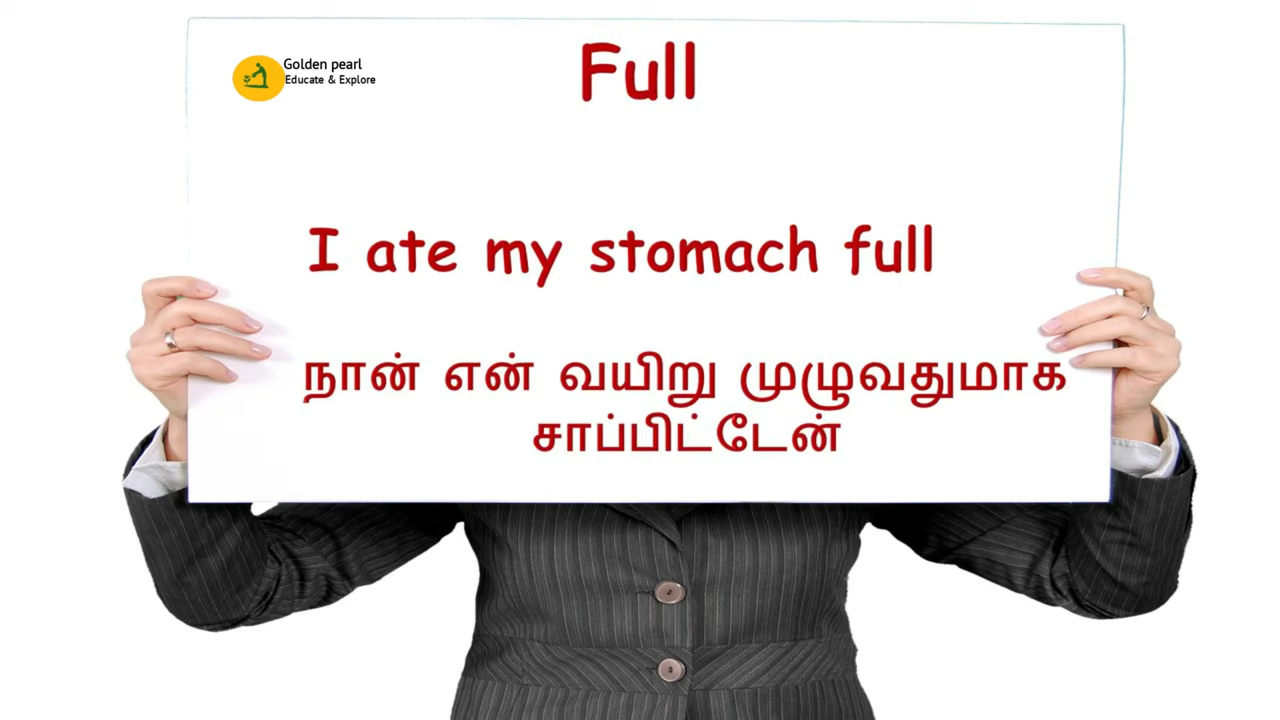 Golden pearl
Educate & Explore
Full
I ate my stomach full
நான் என் வயிறு முழுவதுமாக
சாப்பிட்டேன்